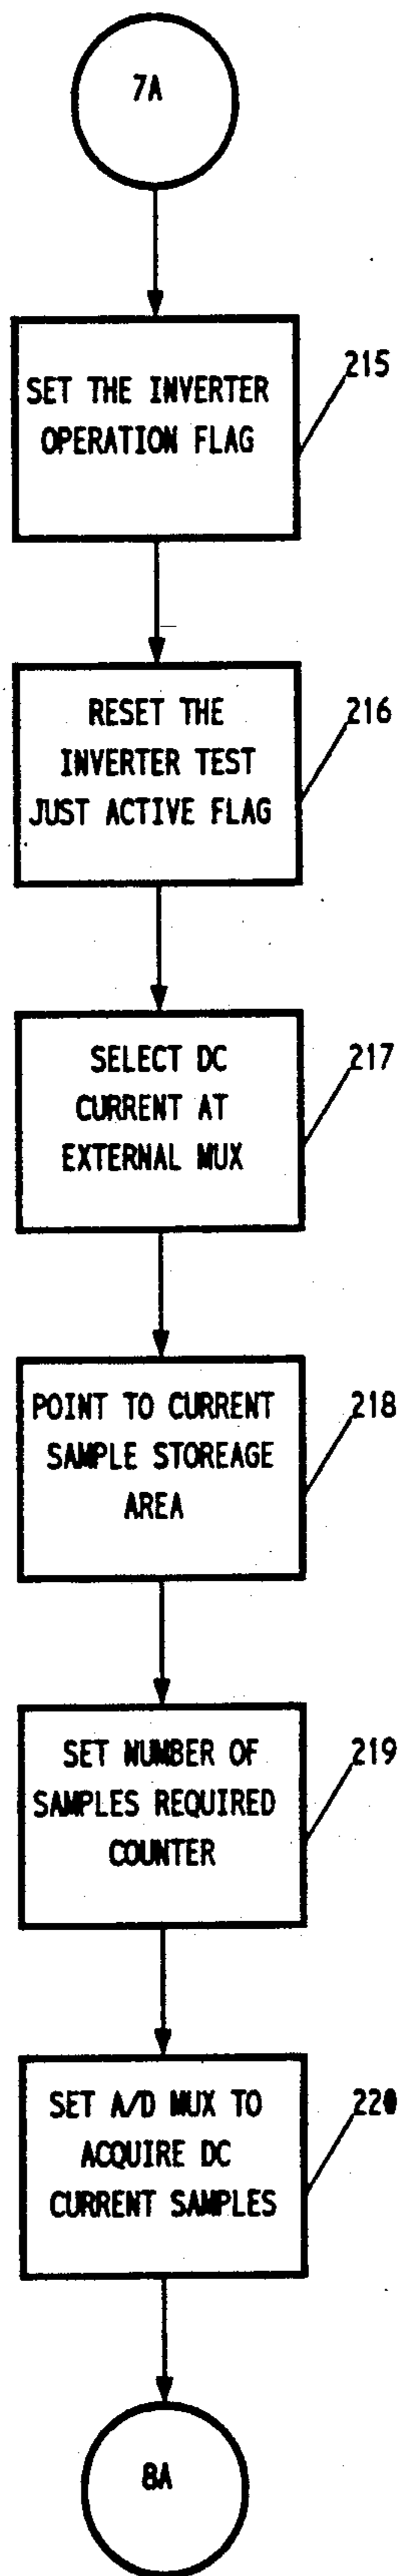 7A
SET THE INVERTER
OPERATION FLAG
215
RESET THE
INVERTER TEST
JUST ACTIVE FLAG
216
SELECT DC
CURRENT AT
EXTERNAL MUX
217
POINT TO CURRENT
SAMPLE STOREAGE
AREA
218
SET NUMBER OF
SAMPLES REQUIRED
COUNTER
219
SET A/D MUX TO
ACQUIRE DC
CURRENT SAMPLES
220
8A